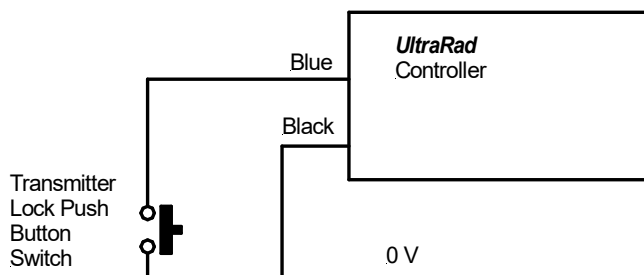 UltraRad
Controller
Blue
Black
Transmitter
Lock Push
Button
Switch
0 V